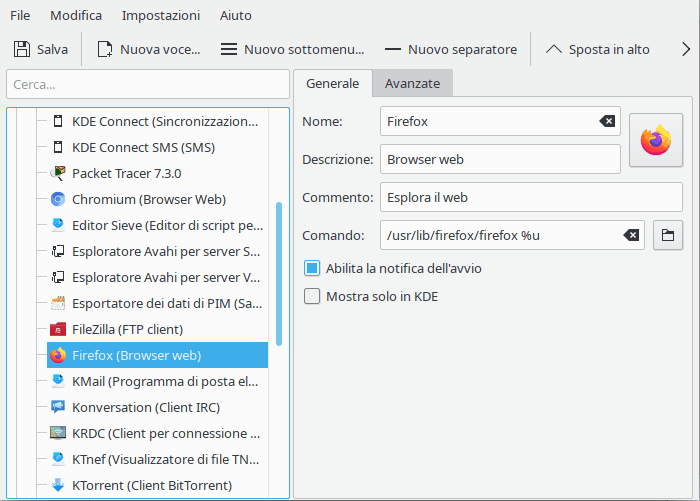 File Modifica Impostazioni Aiuto
Salva Nuova voce... Nuovo sottomenu... Nuovo separatore Sposta in alto
Cerca...
KDE Connect (Sincronizzazion...
KDE Connect SMS (SMS)
Packet Tracer 7.3.0
Chromium (Browser Web)
Editor Sieve (Editor di script pe...
Esploratore Avahi per server S...
Esploratore Avahi per server V...
Esportatore dei dati di PIM (Sa...
FileZilla (FTP client)
Firefox (Browser web)
KMail (Programma di posta el...
Konversation (Client IRC)
KRDC (Client per connessione ...
KTnef (Visualizzatore di file TN...
KTorrent (Client BitTorrent)
Generale Avanzate
Nome: Firefox
Descrizione: Browser web
Commento: Esplora il web
Comando: /usr/lib/firefox/firefox %u
Abilita la notifica dell'avvio
Mostra solo in KDE